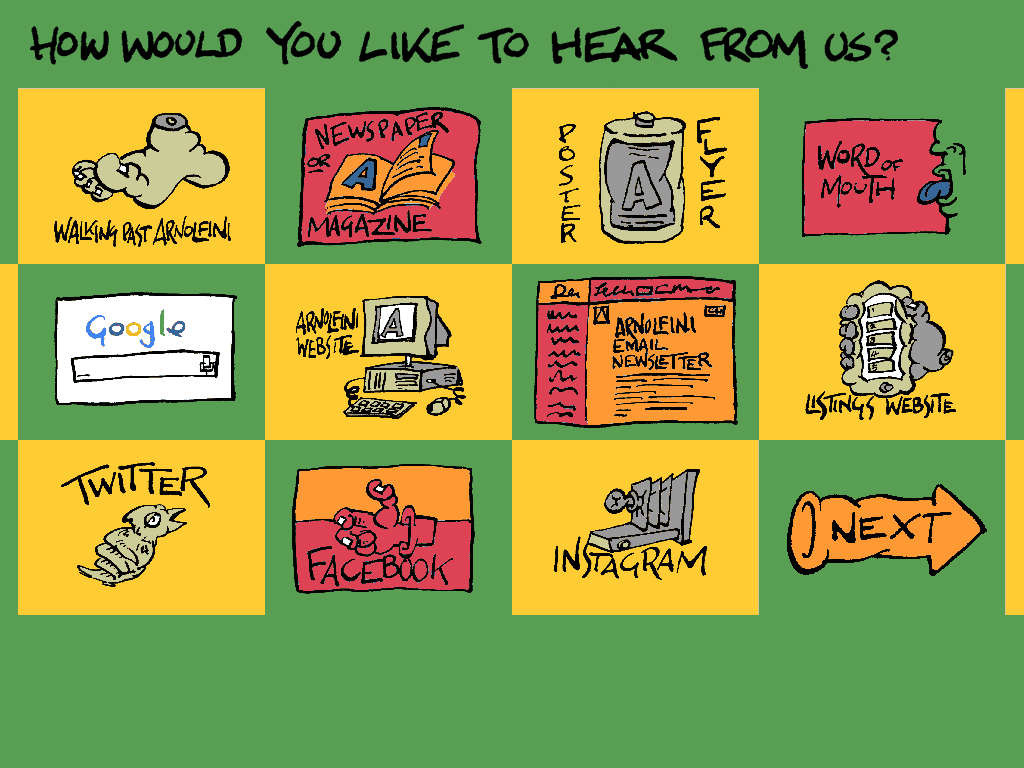 HOW WOULD YOU LIKE TO HEAR FROM US?
WALKING PAST ARNOLFINI
NEWSPAPER
OR
A
MAGAZINE
POSTER
A
FLYER
WORD OF
MOUTH
Google
ARNOLFINI
WEBSITE
A
A
ARNOLFINI
EMAIL
NEWSLETTER
LISTINGS WEBSITE
TWITTER
FACEBOOK
INSTAGRAM
NEXT